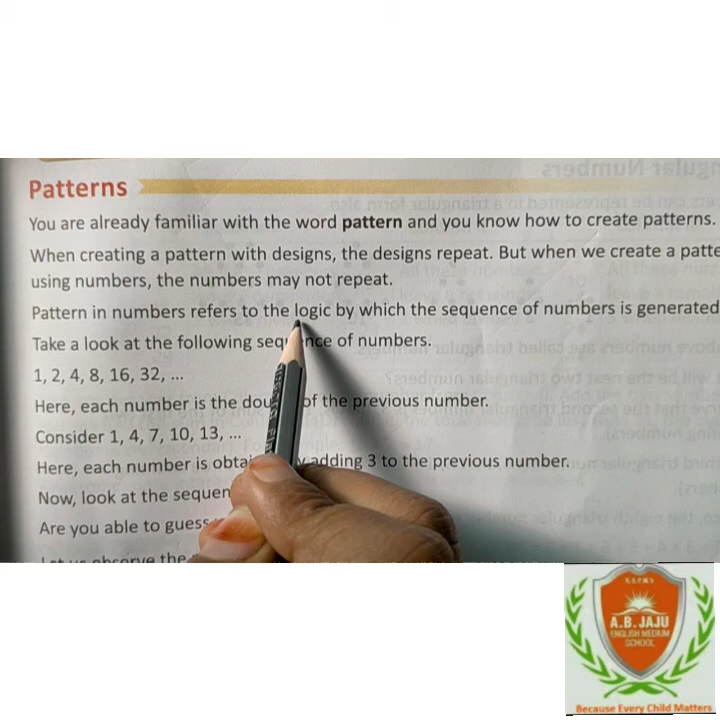 Patterns
You are already familiar with the word pattern and you know how to create patterns.
When creating a pattern with designs, the designs repeat. But when we create a patte
using numbers, the numbers may not repeat.
Pattern in numbers refers to the logic by which the sequence of numbers is generated
Take a look at the following sequ nce of numbers.
1, 2, 4, 8, 16, 32, ...
Here, each number is the dou of the previous number.
Consider 1, 4, 7, 10, 13, ...
Here, each number is obtai y adding 3 to the previous number.
Now, look at the sequen
Are you able to guess
the
A.B.JAJU
ENGLISH MEDIUM
SCHOOL
Because Every Child Matters